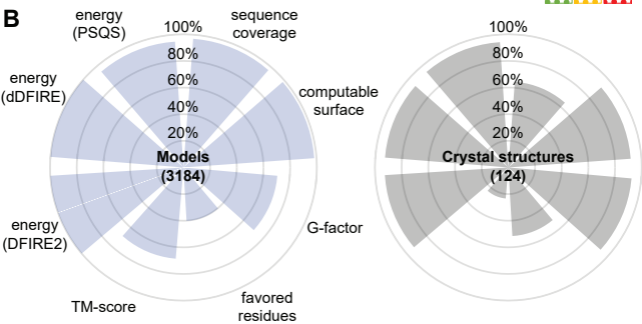 B
energy
(PSQS)
100%
sequence
coverage
80%
60%
40%
20%
energy
(dDFIRE)
computable
surface
Models
(3184)
energy
(DFIRE2)
G-factor
TM-score
favored
residues
100%
80%
60%
40%
20%
Crystal structures
(124)